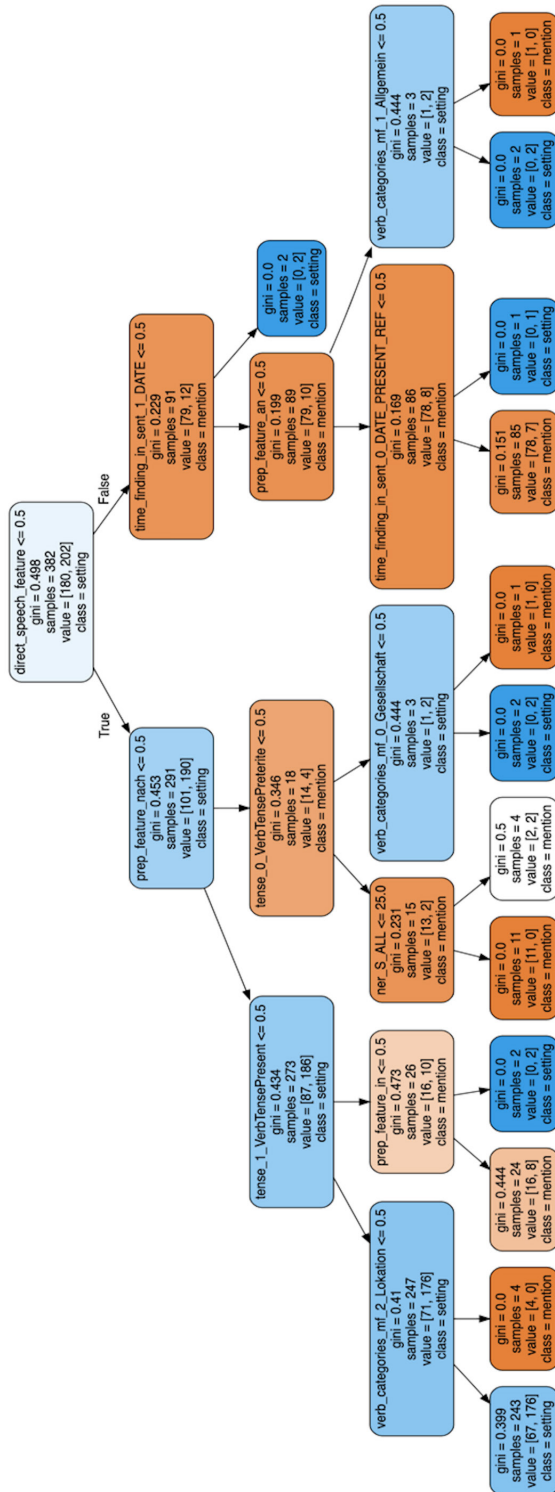 direct_speech_feature <= 0.5
gini = 0.498
samples = 382
value = [180, 202]
class = setting
True
False
prep_feature_nach <= 0.5
gini = 0.453
samples = 291
value = [101, 190]
class = setting
time_finding_in_sent_1_DATE <= 0.5
gini = 0.229
samples = 91
value = [79, 12]
class = mention
tense_1_VerbTensePresent <= 0.5
gini = 0.434
samples = 273
value = [87, 186]
class = setting
tense_0_VerbTensePreterite <= 0.5
gini = 0.346
samples = 18
value = [14, 4]
class = mention
prep_feature_an <= 0.5
gini = 0.199
samples = 89
value = [79, 10]
class = mention
gini = 0.0
samples = 2
value = [0, 2]
class = setting
verb_categories_mf_2_Lokation <= 0.5
gini = 0.41
samples = 247
value = [71, 176]
class = setting
prep_feature_in <= 0.5
gini = 0.473
samples = 26
value = [16, 10]
class = mention
ner_S_ALL <= 25.0
gini = 0.231
samples = 15
value = [13, 2]
class = mention
verb_categories_mf_0_Gesellschaft <= 0.5
gini = 0.444
samples = 3
value = [1, 2]
class = setting
time_finding_in_sent_0_DATE_PRESENT_REF <= 0.5
gini = 0.169
samples = 86
value = [78, 8]
class = mention
verb_categories_mf_1_Allgemein <= 0.5
gini = 0.444
samples = 3
value = [1, 2]
class = setting
gini = 0.399
samples = 243
value = [67, 176]
class = setting
gini = 0.0
samples = 4
value = [4, 0]
class = mention
gini = 0.444
samples = 24
value = [16, 8]
class = mention
gini = 0.0
samples = 2
value = [0, 2]
class = setting
gini = 0.0
samples = 11
value = [11, 0]
class = mention
gini = 0.5
samples = 4
value = [2, 2]
class = mention
gini = 0.0
samples = 2
value = [0, 2]
class = setting
gini = 0.0
samples = 1
value = [1, 0]
class = mention
gini = 0.151
samples = 85
value = [78, 7]
class = mention
gini = 0.0
samples = 1
value = [0, 1]
class = setting
gini = 0.0
samples = 2
value = [0, 2]
class = setting
gini = 0.0
samples = 1
value = [1, 0]
class = mention